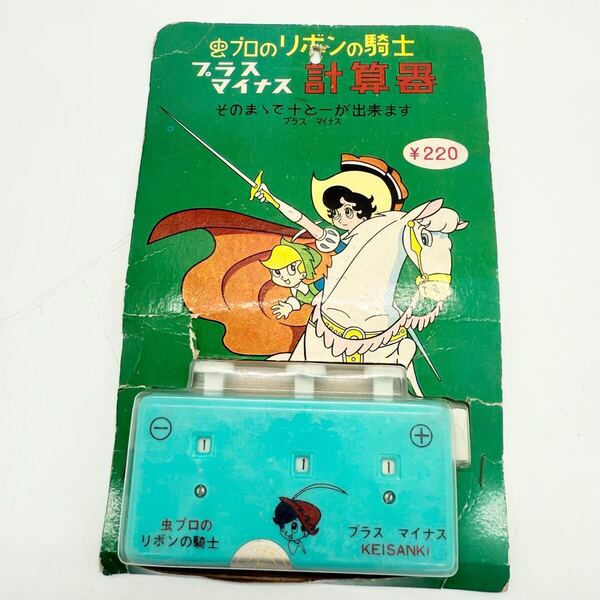 虫プロのリボンの騎士
プラス
マイナス
計算器
そのまゝで十と一が出来ます
プラス マイナス
¥220
⊖
⊕
1
1
1
虫プロの
リボンの騎士
プラス マイナス
KEISANKI